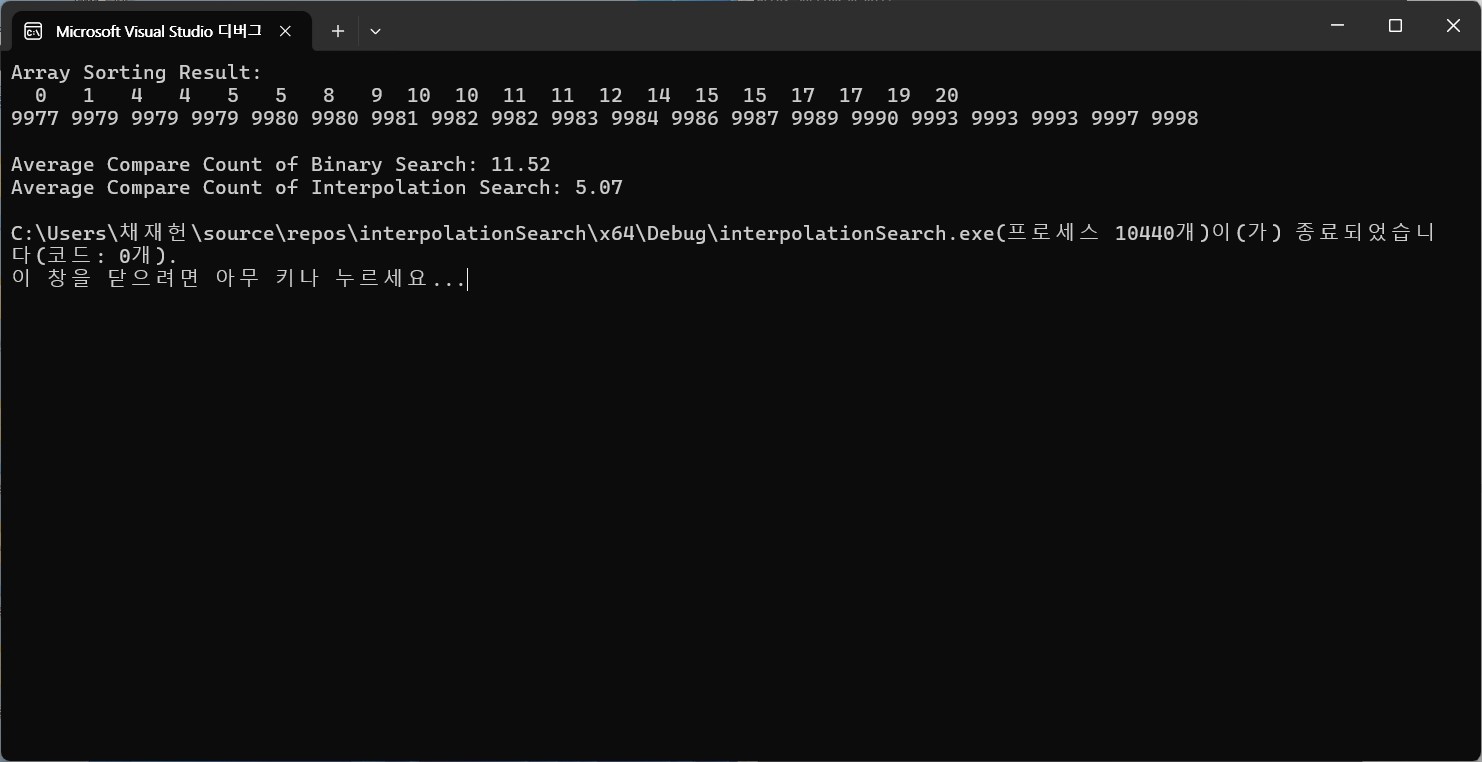 Microsoft Visual Studio 디버그
Array Sorting Result:
0 1 4 4 5 5 8 9 10 10 11 11 12 14 15 15 17 17 19 20
9977 9979 9979 9979 9980 9980 9981 9982 9982 9983 9984 9986 9987 9989 9990 9993 9993 9993 9997 9998
Average Compare Count of Binary Search: 11.52
Average Compare Count of Interpolation Search: 5.07
C:\Users\채재헌\source\repos\interpolationSearch\x64\Debug\interpolationSearch.exe(프로세스 10440개)이(가) 종료되었습니
다(코드: 0개).
이 창을 닫으려면 아무 키나 누르세요...